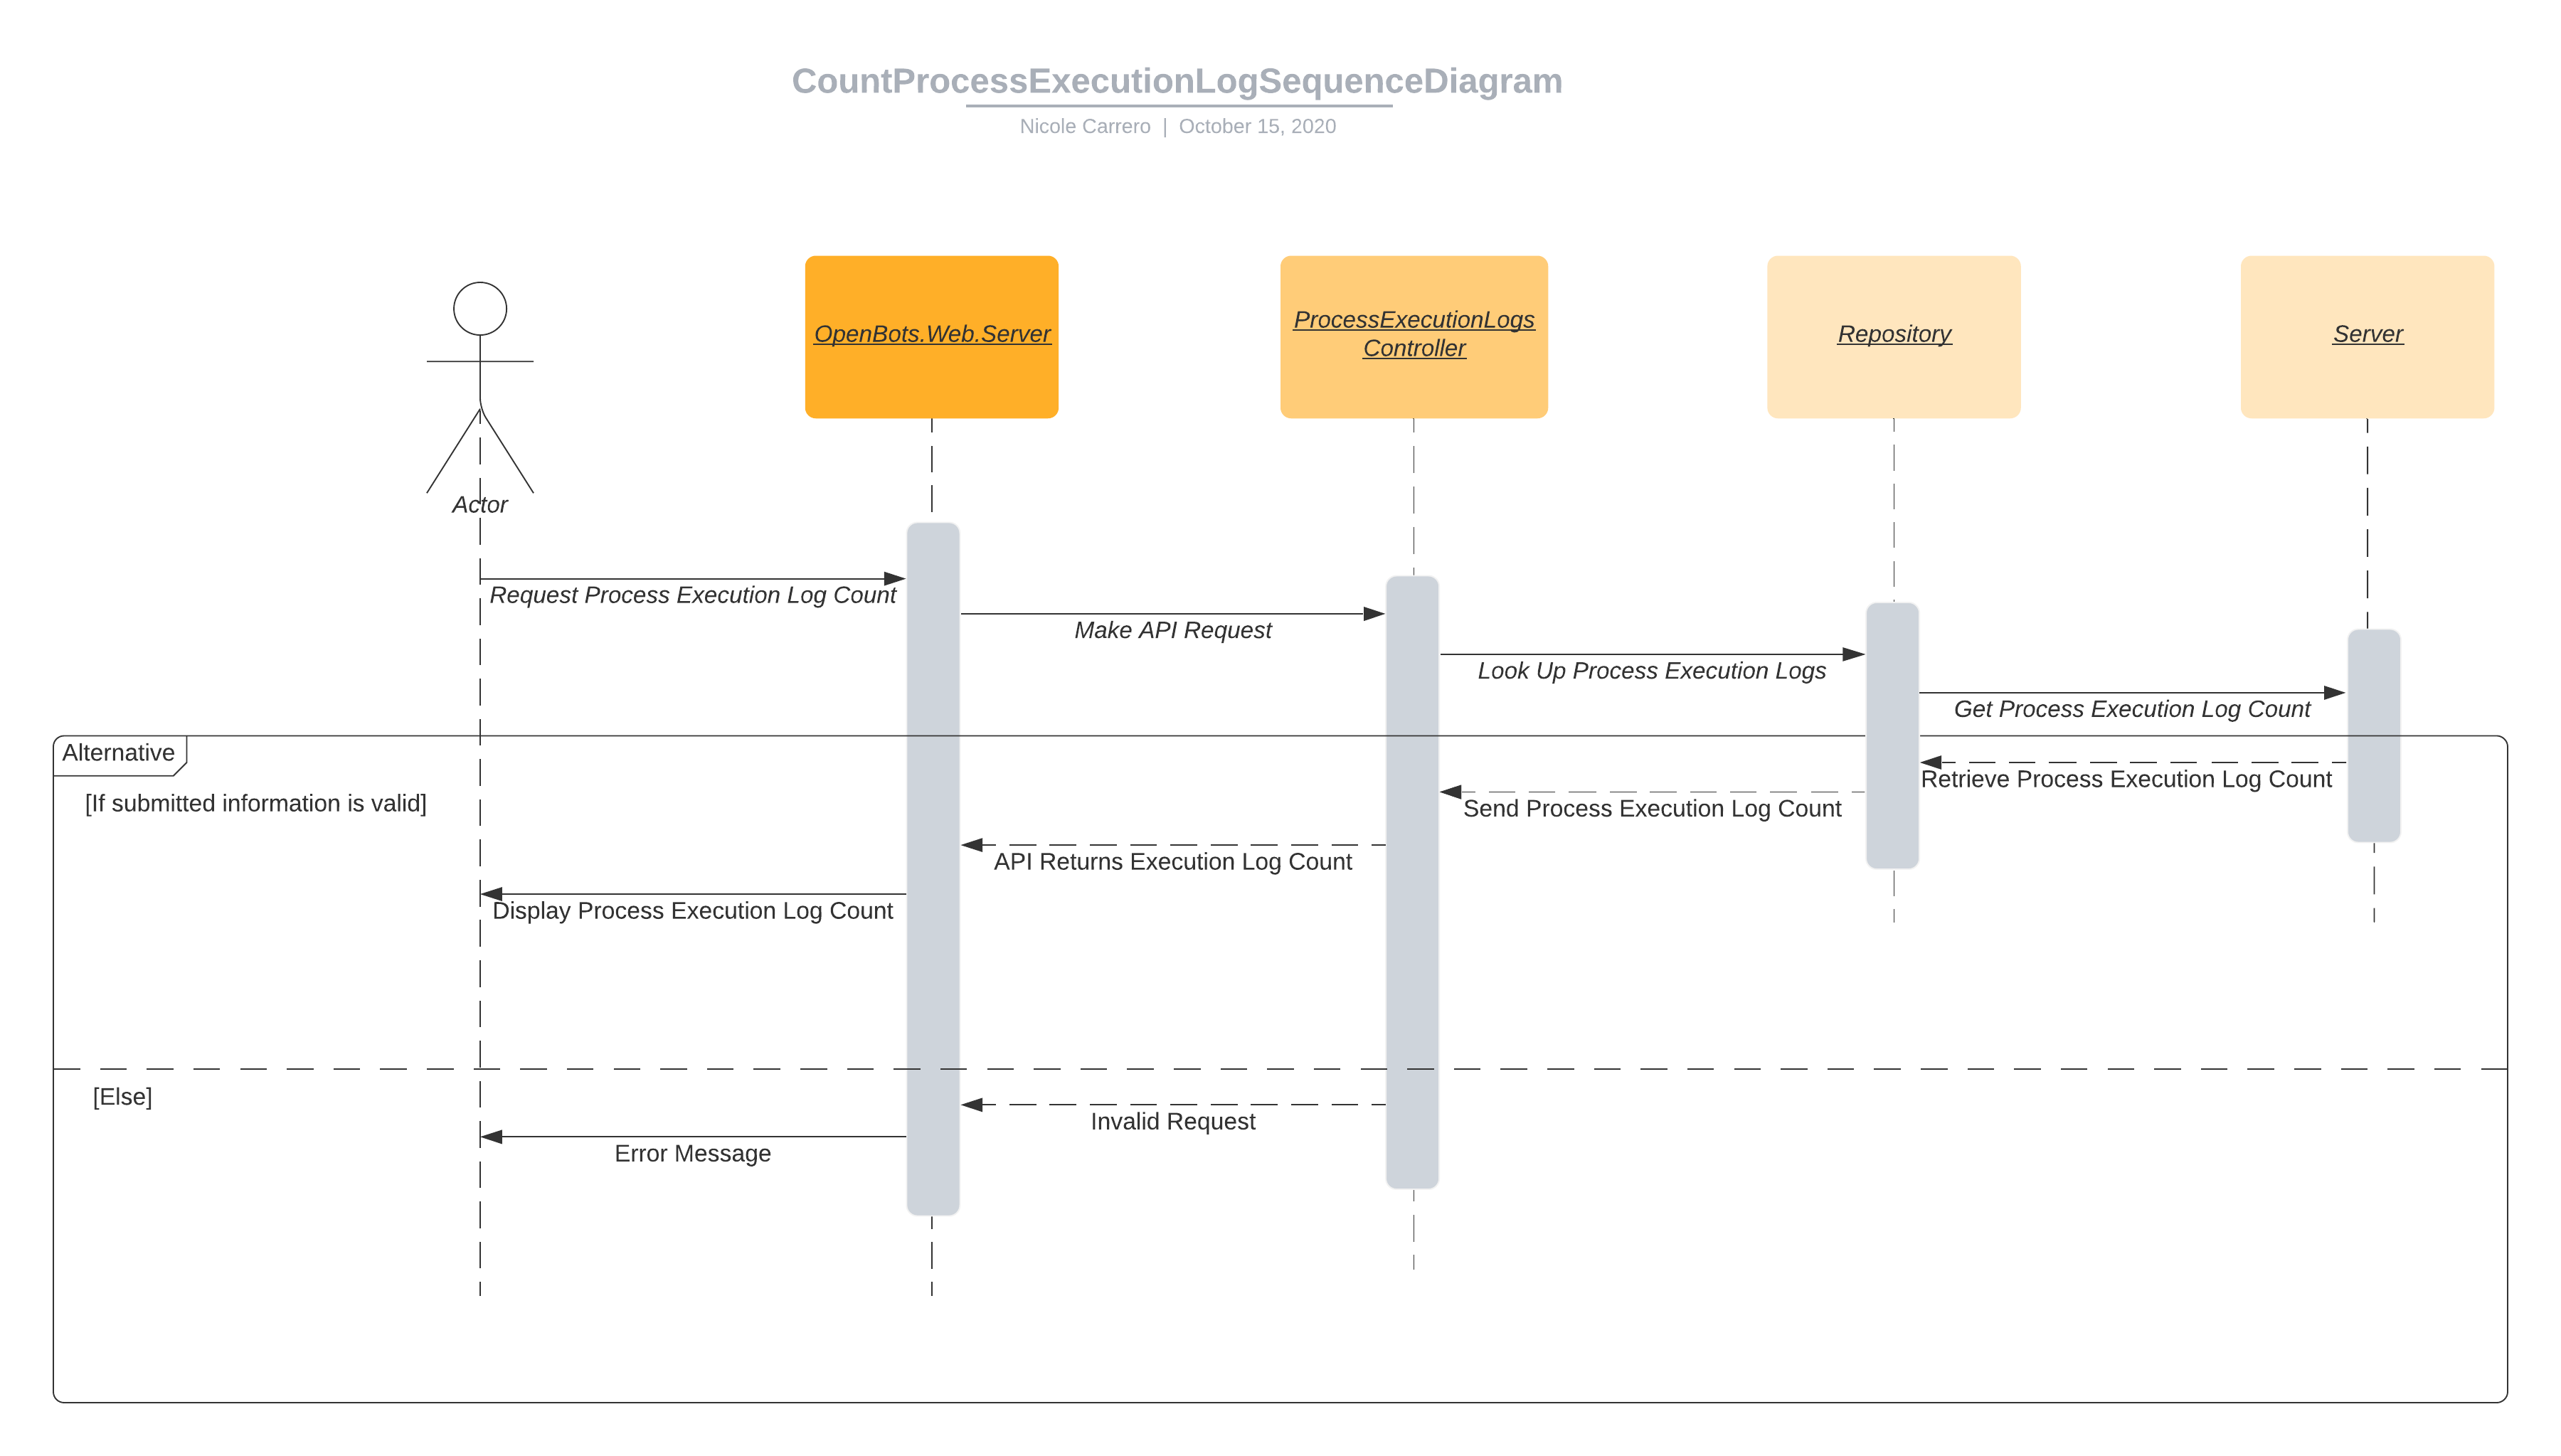 CountProcessExecutionLogSequenceDiagram
Nicole Carrero | October 15, 2020
OpenBots.Web.Server
ProcessExecutionLogs
Controller
Repository
Server
Actor
Request Process Execution Log Count
Make API Request
Look Up Process Execution Logs
Get Process Execution Log Count
Alternative
[If submitted information is valid]
Retrieve Process Execution Log Count
Send Process Execution Log Count
API Returns Execution Log Count
Display Process Execution Log Count
[Else]
Invalid Request
Error Message